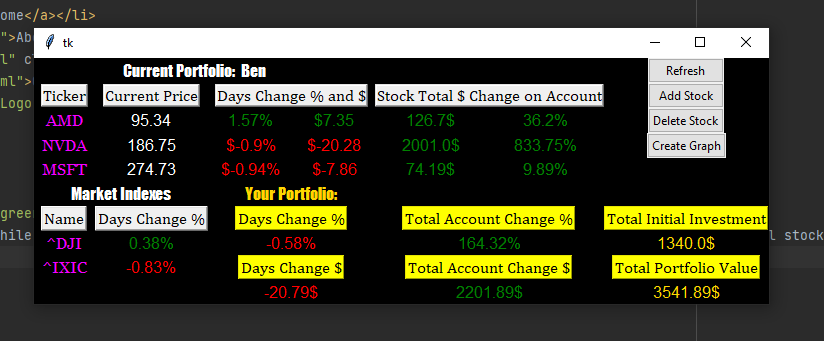 ome</a></li>
tk
">Ab
Current Portfolio: Ben
Refresh
l" c
ml">
Ticker Current Price Days Change % and $ Stock Total $ Change on Account
Add Stock
Logo
AMD 95.34 1.57% $7.35 126.7$ 36.2%
Delete Stock
NVDA 186.75 $-0.9% $-20.28 2001.0$ 833.75%
Create Graph
MSFT 274.73 $-0.94% $-7.86 74.19$ 9.89%
Market Indexes Your Portfolio:
gree
Name Days Change % Days Change % Total Account Change % Total Initial Investment
hile l stock
^DJI 0.38% -0.58% 164.32% 1340.0$
^IXIC -0.83% Days Change $ Total Account Change $ Total Portfolio Value
-20.79$ 2201.89$ 3541.89$